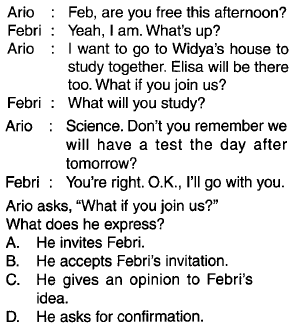 Ario : Feb, are you free this afternoon?
Febri : Yeah, I am. What's up?
Ario : I want to go to Widya's house to
study together. Elisa will be there
too. What if you join us?
Febri : What will you study?
Ario : Science. Don't you remember we
will have a test the day after
tomorrow?
Febri : You're right. O.K., I'll go with you.
Ario asks, "What if you join us?"
What does he express?
A. He invites Febri.
B. He accepts Febri's invitation.
C. He gives an opinion to Febri's
idea.
D. He asks for confirmation.